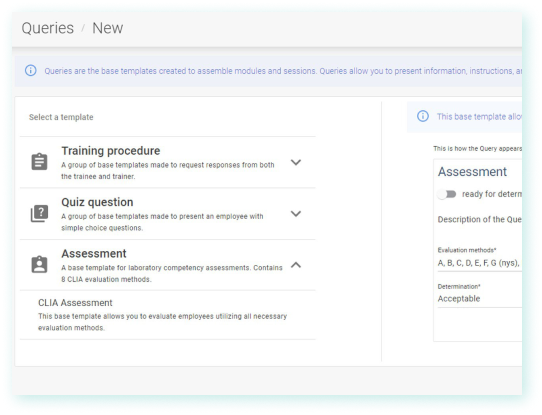 Queries / New
Queries are the base templates created to assemble modules and sessions. Queries allow you to present information, instructions,
Select a template
This base template allo
Training procedure
A group of base templates made to request responses from both
the trainee and trainer.
Quiz question
A group of base templates made to present an employee with
simple choice questions.
Assessment
A base template for laboratory competency assessments. Contains
8 CLIA evaluation methods.
CLIA Assessment
This base template allows you to evaluate employees utilizing all necessary
evaluation methods.
This is how the Query appears
Assessment
ready for determ
Description of the Que
Evaluation methods*
A, B, C, D, E, F, G (nys),
Determination*
Acceptable